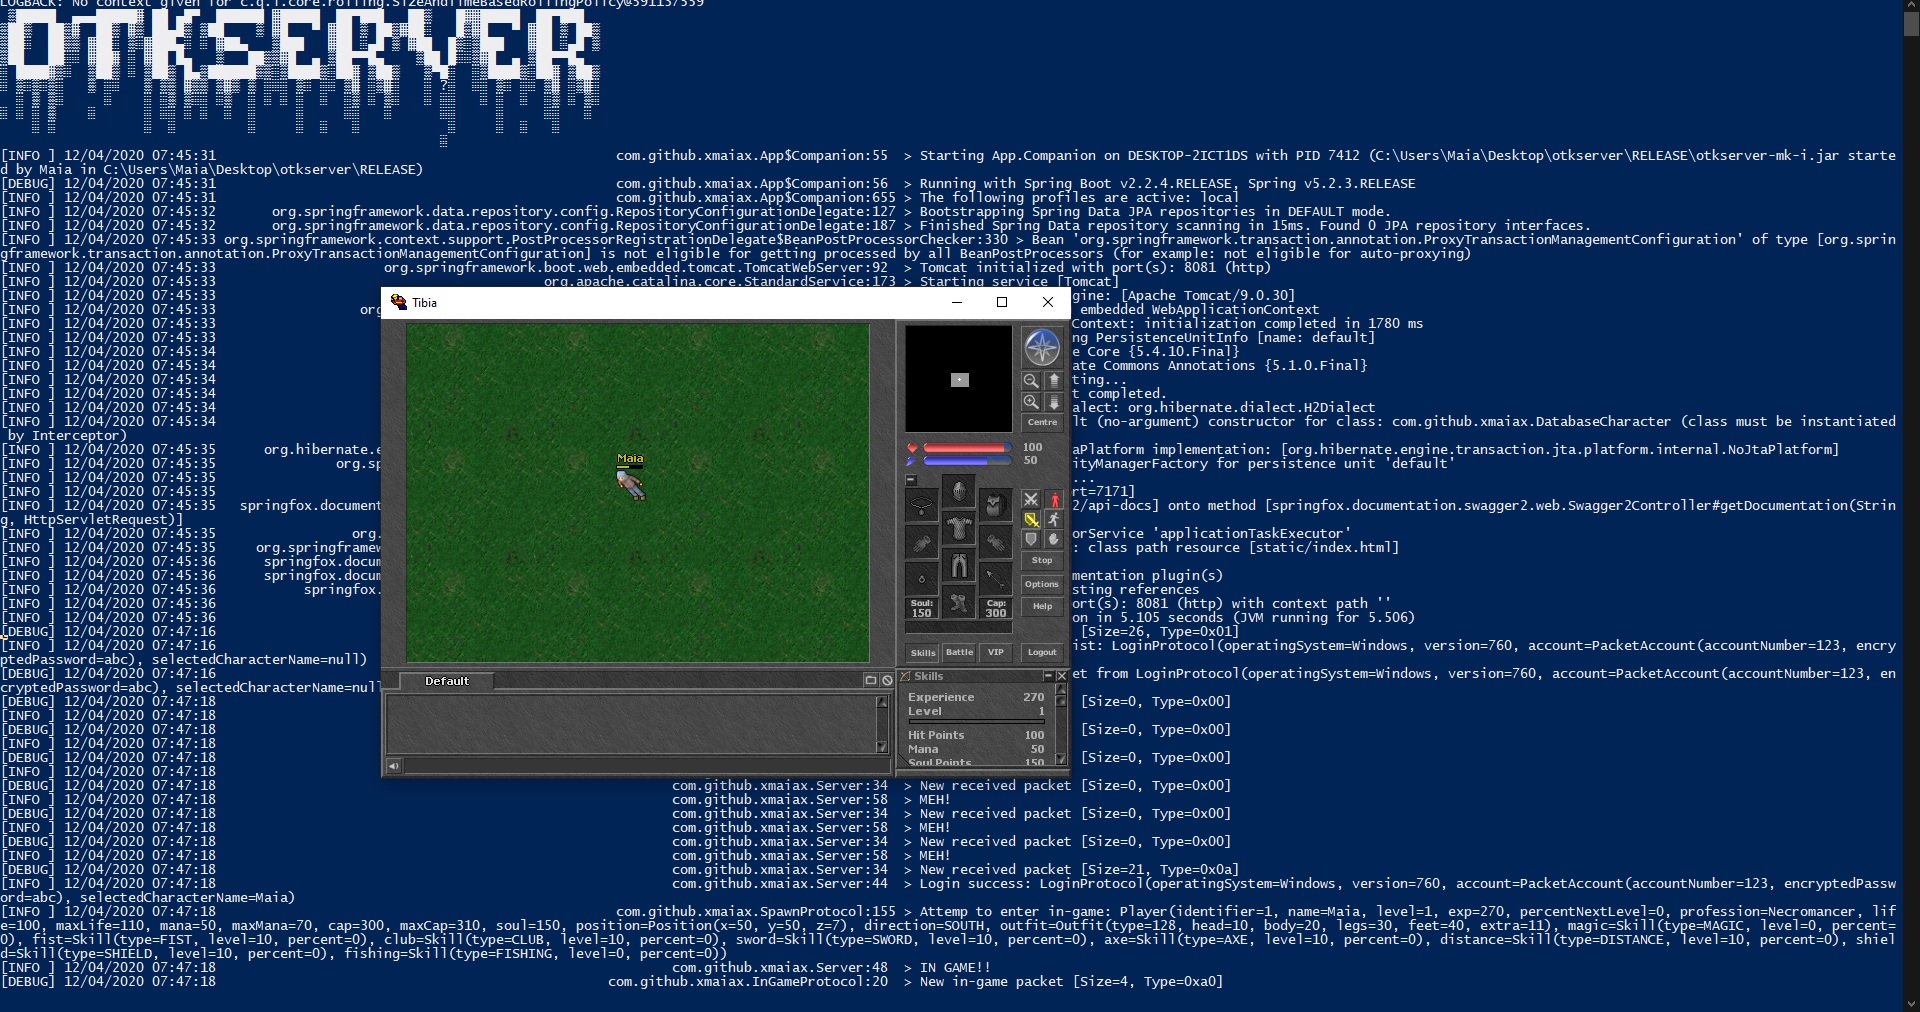 LOGBACK: No context given for c.q.l.core.rolling.SizeAndTimeBasedRollingPolicy@591137559
OTKSERVER
[INFO ] 12/04/2020 07:45:31 com.github.xmaiax.App$Companion:55 > Starting App.Companion on DESKTOP-2ICT1DS with PID 7412 (C:\Users\Maia\Desktop\otkserver\RELEASE\otkserver-mk-i.jar starte
d by Maia in C:\Users\Maia\Desktop\otkserver\RELEASE)
[DEBUG] 12/04/2020 07:45:31 com.github.xmaiax.App$Companion:56 > Running with Spring Boot v2.2.4.RELEASE, Spring v5.2.3.RELEASE
[INFO ] 12/04/2020 07:45:31 com.github.xmaiax.App$Companion:655 > The following profiles are active: local
[INFO ] 12/04/2020 07:45:32 org.springframework.data.repository.config.RepositoryConfigurationDelegate:127 > Bootstrapping Spring Data JPA repositories in DEFAULT mode.
[INFO ] 12/04/2020 07:45:32 org.springframework.data.repository.config.RepositoryConfigurationDelegate:187 > Finished Spring Data repository scanning in 15ms. Found 0 JPA repository interfaces.
[INFO ] 12/04/2020 07:45:33 org.springframework.context.support.PostProcessorRegistrationDelegate$BeanPostProcessorChecker:330 > Bean 'org.springframework.transaction.annotation.ProxyTransactionManagementConfiguration' of type [org.sprin
gframework.transaction.annotation.ProxyTransactionManagementConfiguration] is not eligible for getting processed by all BeanPostProcessors (for example: not eligible for auto-proxying)
[INFO ] 12/04/2020 07:45:33 org.springframework.boot.web.embedded.tomcat.TomcatWebServer:92 > Tomcat initialized with port(s): 8081 (http)
[INFO ] 12/04/2020 07:45:33 org.apache.catalina.core.StandardService:173 > Starting service [Tomcat]
[INFO ] 12/04/2020 07:45:33 gine: [Apache Tomcat/9.0.30]
[INFO ] 12/04/2020 07:45:33 org embedded WebApplicationContext
[INFO ] 12/04/2020 07:45:33 Context: initialization completed in 1780 ms
[INFO ] 12/04/2020 07:45:33 ng PersistenceUnitInfo [name: default]
[INFO ] 12/04/2020 07:45:34 e Core {5.4.10.Final}
[INFO ] 12/04/2020 07:45:34 ate Commons Annotations {5.1.0.Final}
[INFO ] 12/04/2020 07:45:34 ting...
[INFO ] 12/04/2020 07:45:34 t completed.
[INFO ] 12/04/2020 07:45:34 alect: org.hibernate.dialect.H2Dialect
[INFO ] 12/04/2020 07:45:34 lt (no-argument) constructor for class: com.github.xmaiax.DatabaseCharacter (class must be instantiated
by Interceptor)
[INFO ] 12/04/2020 07:45:35 org.hibernate.e aPlatform implementation: [org.hibernate.engine.transaction.jta.platform.internal.NoJtaPlatform]
[INFO ] 12/04/2020 07:45:35 org.sp ityManagerFactory for persistence unit 'default'
[INFO ] 12/04/2020 07:45:35 ...
[INFO ] 12/04/2020 07:45:35 rt=7171]
[INFO ] 12/04/2020 07:45:35 springfox.document 2/api-docs] onto method [springfox.documentation.swagger2.web.Swagger2Controller#getDocumentation(Strin
g, HttpServletRequest)]
[INFO ] 12/04/2020 07:45:35 org. orService 'applicationTaskExecutor'
[INFO ] 12/04/2020 07:45:35 org.springframew : class path resource [static/index.html]
[INFO ] 12/04/2020 07:45:36 springfox.docum
[INFO ] 12/04/2020 07:45:36 springfox.docum mentation plugin(s)
[INFO ] 12/04/2020 07:45:36 springfox. sting references
[INFO ] 12/04/2020 07:45:36 ort(s): 8081 (http) with context path ''
[INFO ] 12/04/2020 07:45:36 on in 5.105 seconds (JVM running for 5.506)
[DEBUG] 12/04/2020 07:47:16 [Size=26, Type=0x01]
[INFO ] 12/04/2020 07:47:16 ist: LoginProtocol(operatingSystem=Windows, version=760, account=PacketAccount(accountNumber=123, encry
ptedPassword=abc), selectedCharacterName=null)
[DEBUG] 12/04/2020 07:47:16 et from LoginProtocol(operatingSystem=Windows, version=760, account=PacketAccount(accountNumber=123, en
cryptedPassword=abc), selectedCharacterName=null
[DEBUG] 12/04/2020 07:47:18 [Size=0, Type=0x00]
[INFO ] 12/04/2020 07:47:18
[DEBUG] 12/04/2020 07:47:18 [Size=0, Type=0x00]
[INFO ] 12/04/2020 07:47:18
[DEBUG] 12/04/2020 07:47:18 [Size=0, Type=0x00]
[INFO ] 12/04/2020 07:47:18
[DEBUG] 12/04/2020 07:47:18 com.github.xmaiax.Server:34 > New received packet [Size=0, Type=0x00]
[INFO ] 12/04/2020 07:47:18 com.github.xmaiax.Server:58 > MEH!
[DEBUG] 12/04/2020 07:47:18 com.github.xmaiax.Server:34 > New received packet [Size=0, Type=0x00]
[INFO ] 12/04/2020 07:47:18 com.github.xmaiax.Server:58 > MEH!
[DEBUG] 12/04/2020 07:47:18 com.github.xmaiax.Server:34 > New received packet [Size=0, Type=0x00]
[INFO ] 12/04/2020 07:47:18 com.github.xmaiax.Server:58 > MEH!
[DEBUG] 12/04/2020 07:47:18 com.github.xmaiax.Server:34 > New received packet [Size=21, Type=0x0a]
[INFO ] 12/04/2020 07:47:18 com.github.xmaiax.Server:44 > Login success: LoginProtocol(operatingSystem=Windows, version=760, account=PacketAccount(accountNumber=123, encryptedPassw
ord=abc), selectedCharacterName=Maia)
[INFO ] 12/04/2020 07:47:18 com.github.xmaiax.SpawnProtocol:155 > Attemp to enter in-game: Player(identifier=1, name=Maia, level=1, exp=270, percentNextLevel=0, profession=Necromancer, lif
e=100, maxLife=110, mana=50, maxMana=70, cap=300, maxCap=310, soul=150, position=Position(x=50, y=50, z=7), direction=SOUTH, outfit=Outfit(type=128, head=10, body=20, legs=30, feet=40, extra=11), magic=Skill(type=MAGIC, level=0, percent=
0), fist=Skill(type=FIST, level=10, percent=0), club=Skill(type=CLUB, level=10, percent=0), sword=Skill(type=SWORD, level=10, percent=0), axe=Skill(type=AXE, level=10, percent=0), distance=Skill(type=DISTANCE, level=10, percent=0), shiel
d=Skill(type=SHIELD, level=10, percent=0), fishing=Skill(type=FISHING, level=0, percent=0))
[INFO ] 12/04/2020 07:47:18 com.github.xmaiax.Server:48 > IN GAME!!
[DEBUG] 12/04/2020 07:47:18 com.github.xmaiax.InGameProtocol:20 > New in-game packet [Size=4, Type=0xa0]
Tibia
Maia
Centre
100
50
Stop
Options
Help
Soul:
150
Cap:
300
Skills
Battle
VIP
Logout
Default
Skills
Experience 270
Level 1
Hit Points 100
Mana 50
Soul Points 150